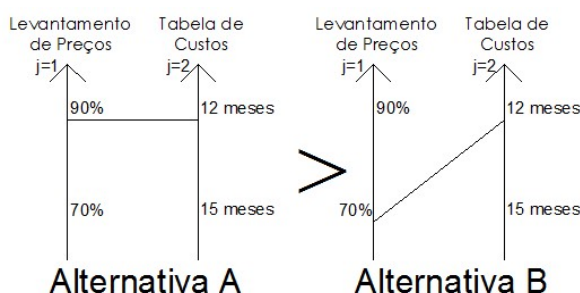 Levantamento de Preços
j=1
Tabela de Custos
j=2
90%
12 meses
70%
15 meses
Alternativa A
>
Levantamento de Preços
j=1
Tabela de Custos
j=2
90%
12 meses
70%
15 meses
Alternativa B